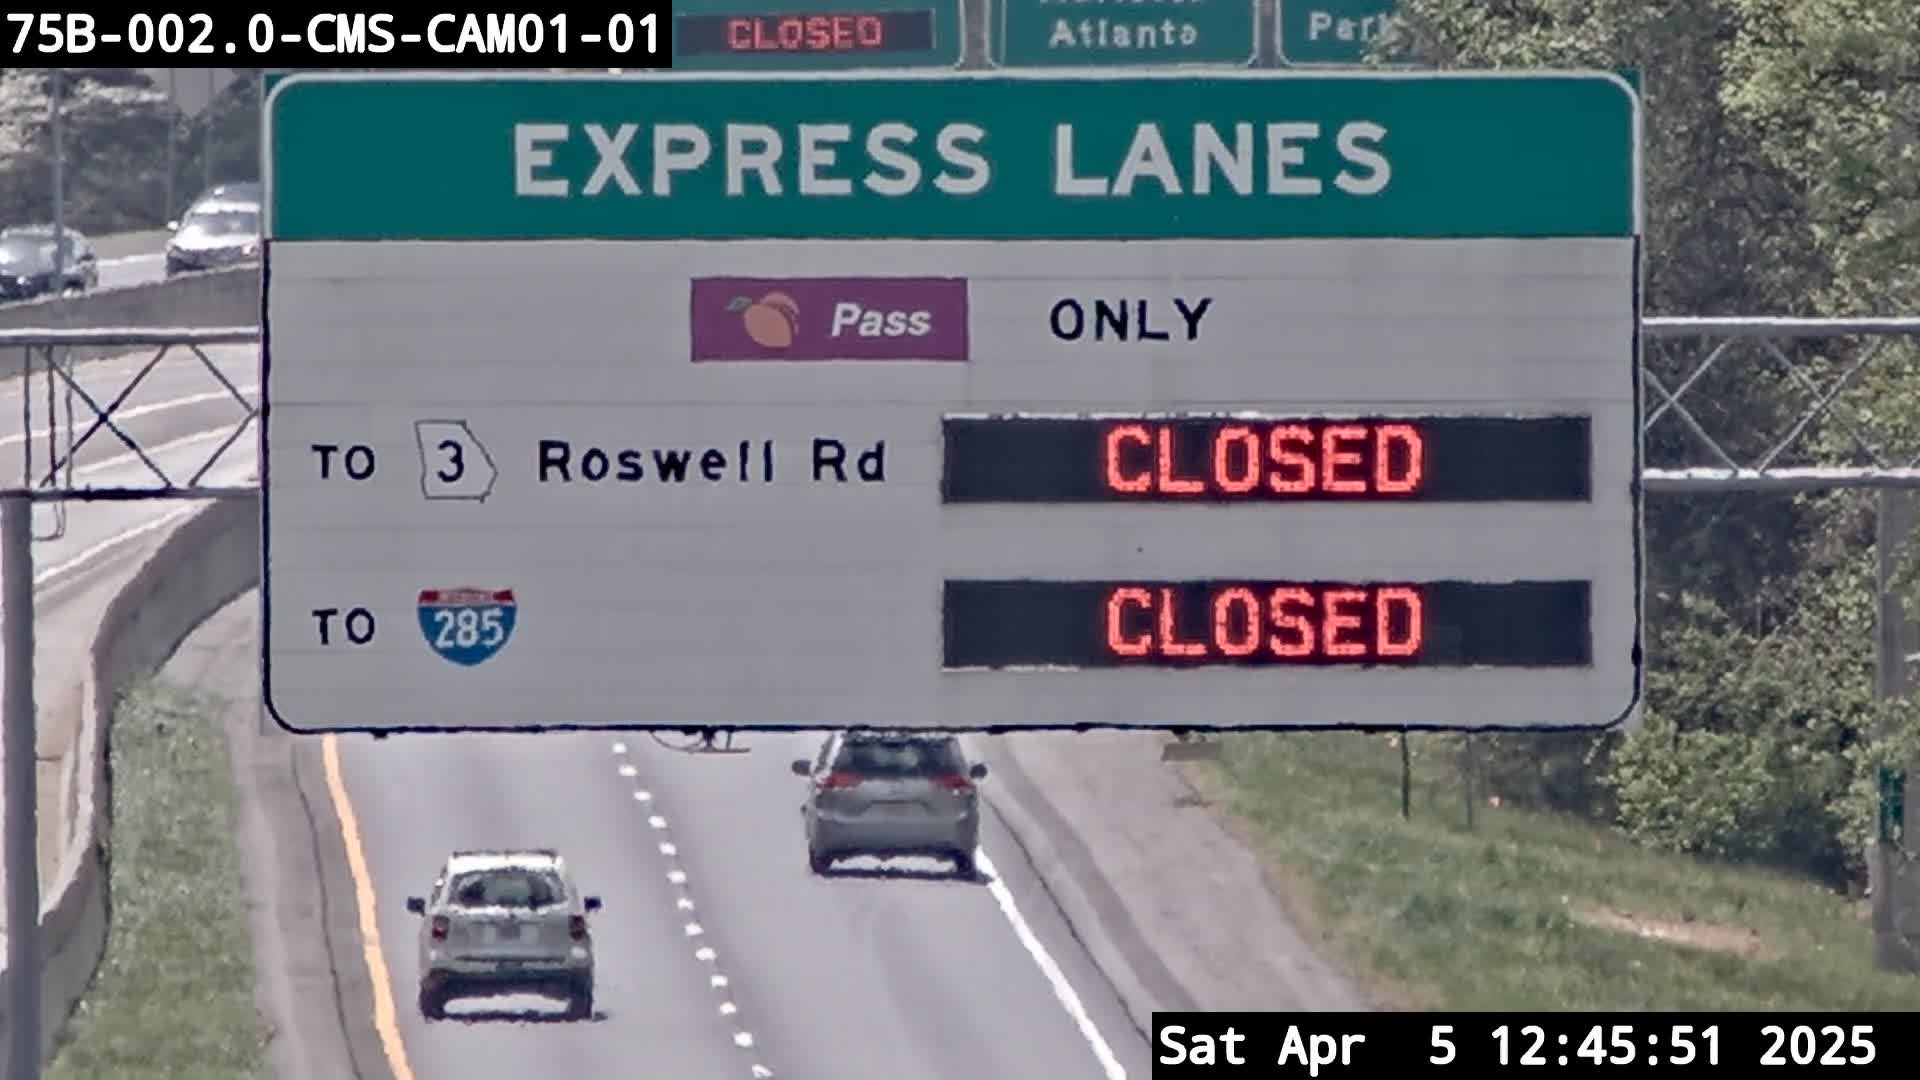 75B-002.0-CMS-CAM01-01
CLOSED
Atlanta
EXPRESS LANES
Pass ONLY
TO 3 Roswell Rd CLOSED
TO 285 CLOSED
Sat Apr 5 12:45:51 2025